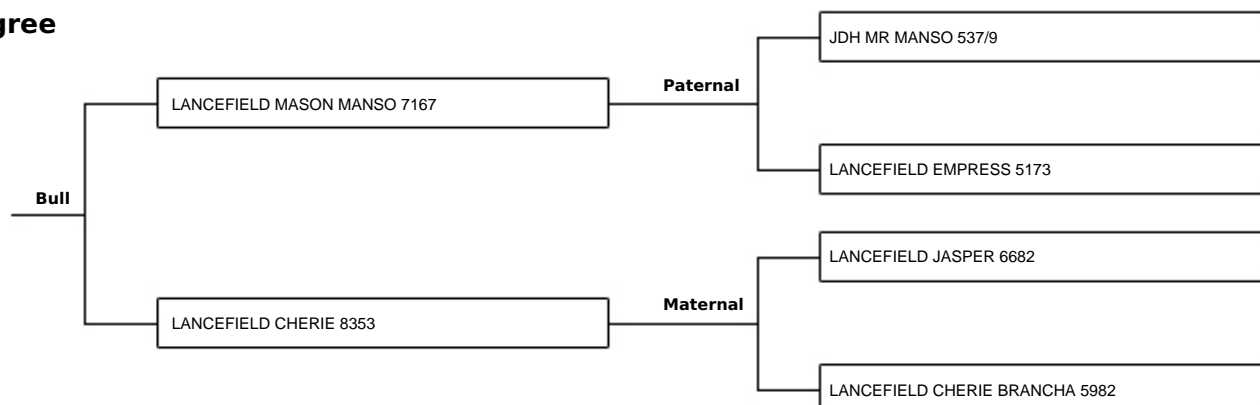 gree
JDH MR MANSO 537/9
Paternal
LANCEFIELD MASON MANSO 7167
LANCEFIELD EMPRESS 5173
Bull
LANCEFIELD JASPER 6682
Maternal
LANCEFIELD CHERIE 8353
LANCEFIELD CHERIE BRANCHA 5982